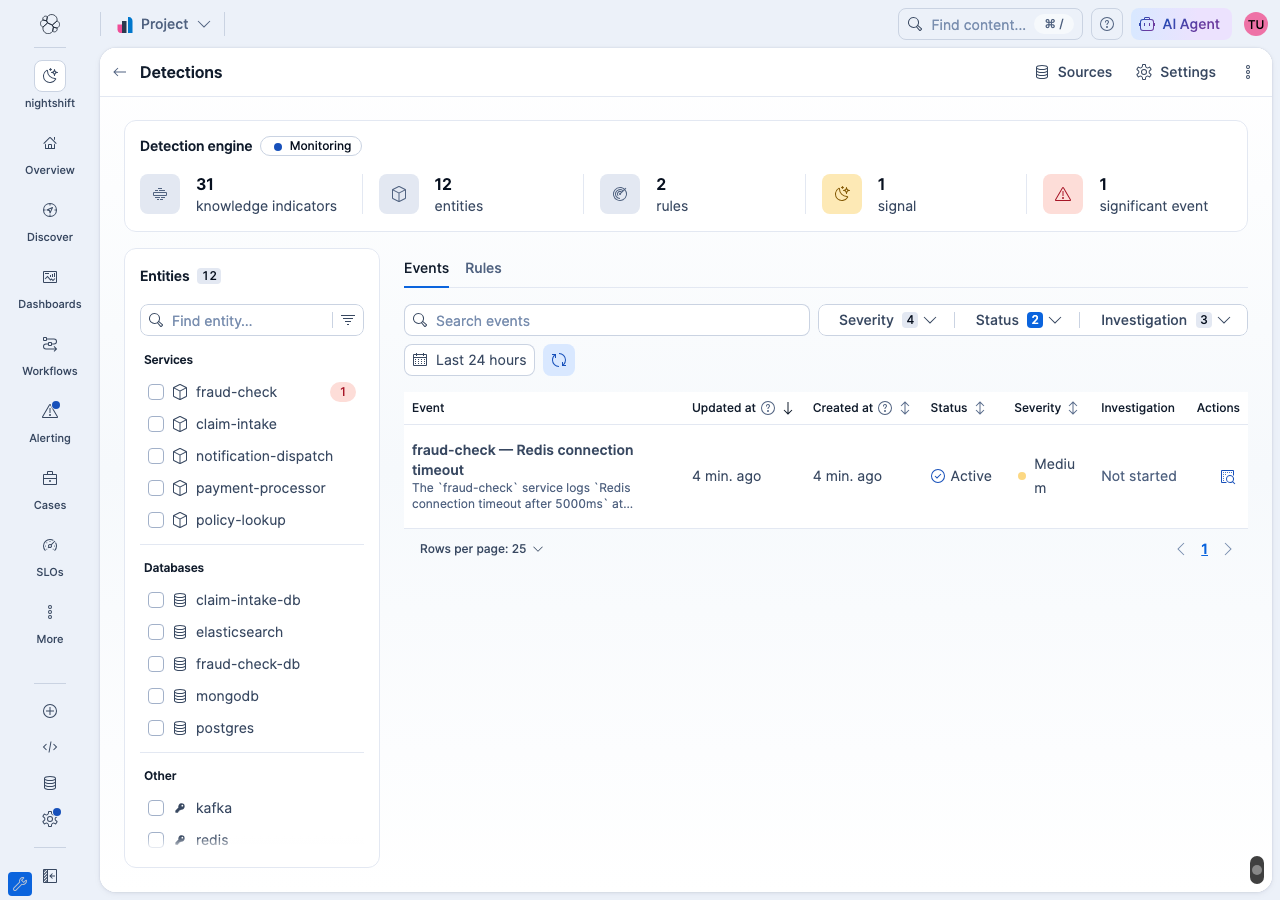 Project
Find content...
⌘ /
AI Agent
TU
nightshift
Overview
Discover
Dashboards
Workflows
Alerting
Cases
SLOs
More
Detections
Sources
Settings
Detection engine
Monitoring
31
knowledge indicators
12
entities
2
rules
1
signal
1
significant event
Entities 12
Find entity...
Services
fraud-check 1
claim-intake
notification-dispatch
payment-processor
policy-lookup
Databases
claim-intake-db
elasticsearch
fraud-check-db
mongodb
postgres
Other
kafka
redis
Events Rules
Search events
Severity 4
Status 2
Investigation 3
Last 24 hours
Event Updated at Created at Status Severity Investigation Actions
fraud-check — Redis connection
timeout
The `fraud-check` service logs `Redis
connection timeout after 5000ms` at...
4 min. ago
4 min. ago
Active
Mediu
m
Not started
Rows per page: 25
1